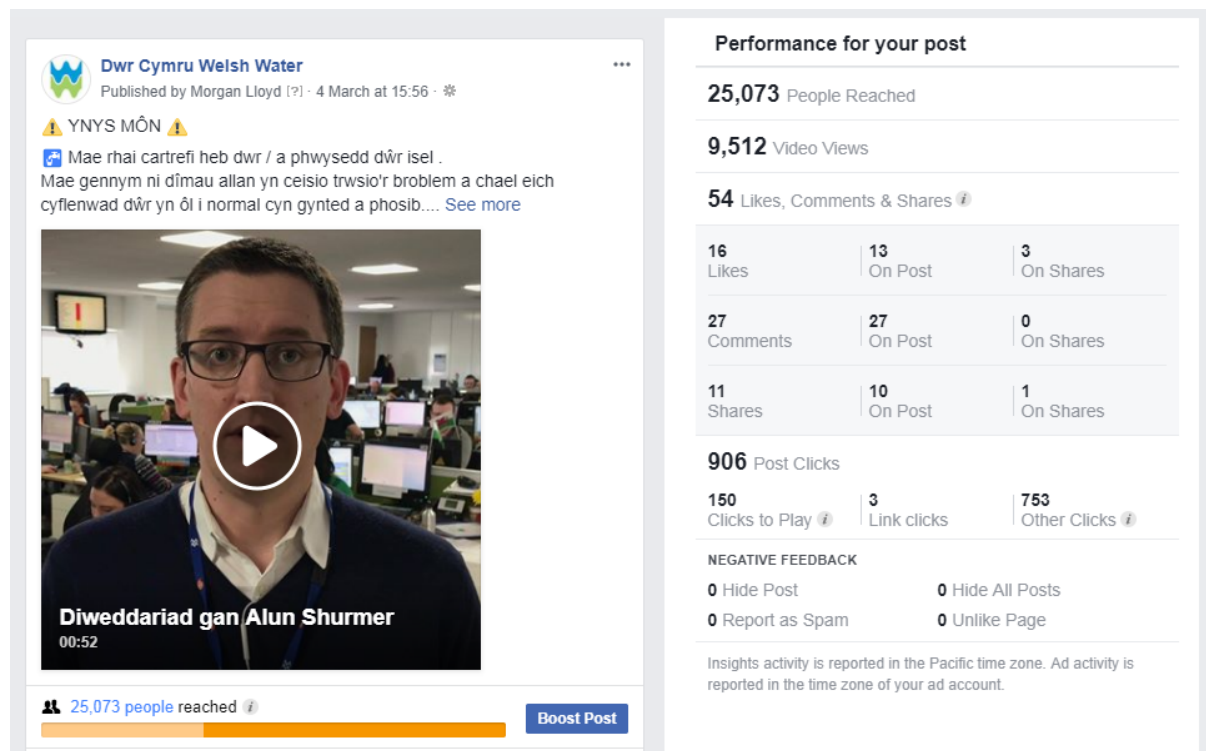 Dwr Cymru Welsh Water
Published by Morgan Lloyd [?] · 4 March at 15:56 ·
YNYS MÔN
Mae rhai cartrefi heb dwr / a phwysedd dŵr isel .
Mae gennym ni dîmau allan yn ceisio trwsio'r broblem a chael eich
cyflenwad dŵr yn ôl i normal cyn gynted a phosib.... See more
Diweddariad gan Alun Shurmer
00:52
25,073 people reached
Boost Post
Performance for your post
25,073 People Reached
9,512 Video Views
54 Likes, Comments & Shares
16 13 3
Likes On Post On Shares
27 27 0
Comments On Post On Shares
11 10 1
Shares On Post On Shares
906 Post Clicks
150 3 753
Clicks to Play Link clicks Other Clicks
NEGATIVE FEEDBACK
0 Hide Post 0 Hide All Posts
0 Report as Spam 0 Unlike Page
Insights activity is reported in the Pacific time zone. Ad activity is
reported in the time zone of your ad account.